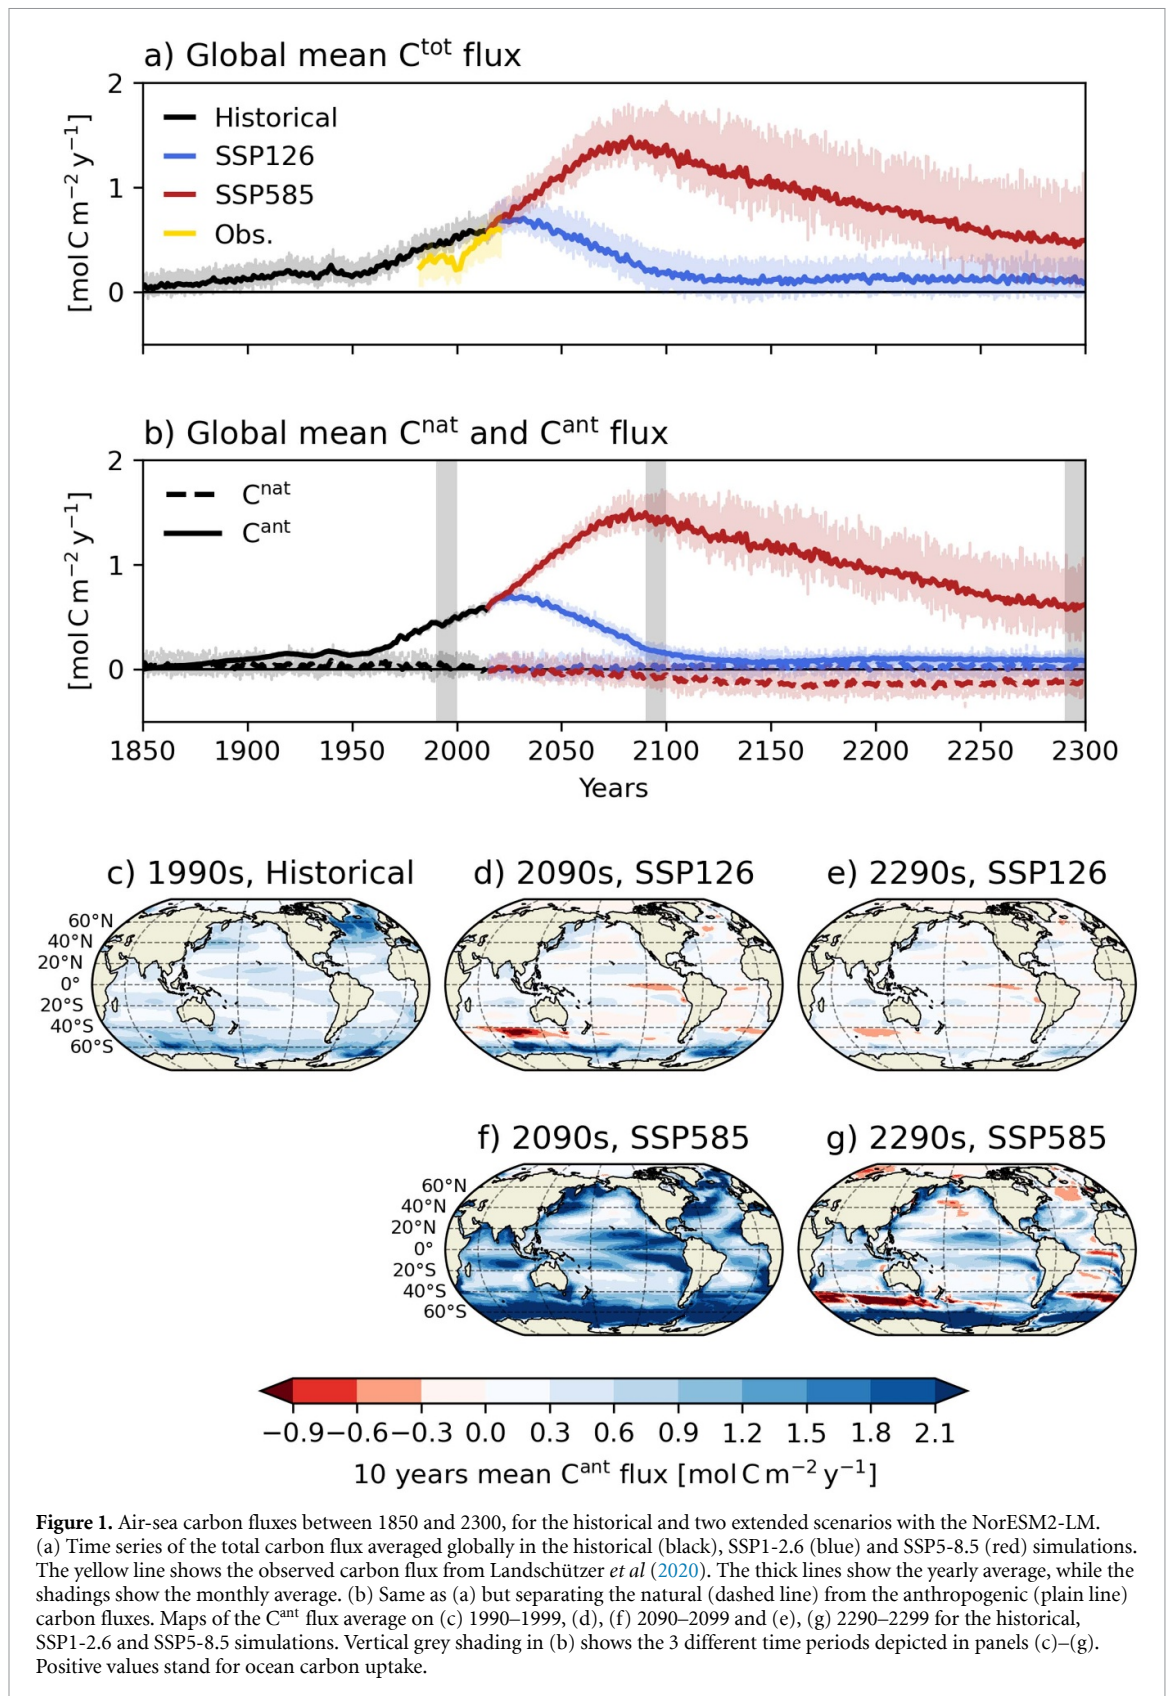 a) Global mean C^tot flux
2
1
0
[mol C m⁻² y⁻¹]
Historical
SSP126
SSP585
Obs.
b) Global mean C^nat and C^ant flux
2
1
0
[mol C m⁻² y⁻¹]
C^nat
C^ant
1850 1900 1950 2000 2050 2100 2150 2200 2250 2300
Years
c) 1990s, Historical d) 2090s, SSP126 e) 2290s, SSP126
60°N
40°N
20°N
0°
20°S
40°S
60°S
f) 2090s, SSP585 g) 2290s, SSP585
60°N
40°N
20°N
0°
20°S
40°S
60°S
−0.9 −0.6 −0.3 0.0 0.3 0.6 0.9 1.2 1.5 1.8 2.1
10 years mean C^ant flux [mol C m⁻² y⁻¹]
Figure 1. Air-sea carbon fluxes between 1850 and 2300, for the historical and two extended scenarios with the NorESM2-LM.
(a) Time series of the total carbon flux averaged globally in the historical (black), SSP1-2.6 (blue) and SSP5-8.5 (red) simulations.
The yellow line shows the observed carbon flux from Landschützer et al (2020). The thick lines show the yearly average, while the
shadings show the monthly average. (b) Same as (a) but separating the natural (dashed line) from the anthropogenic (plain line)
carbon fluxes. Maps of the C^ant flux average on (c) 1990–1999, (d), (f) 2090–2099 and (e), (g) 2290–2299 for the historical,
SSP1-2.6 and SSP5-8.5 simulations. Vertical grey shading in (b) shows the 3 different time periods depicted in panels (c)–(g).
Positive values stand for ocean carbon uptake.